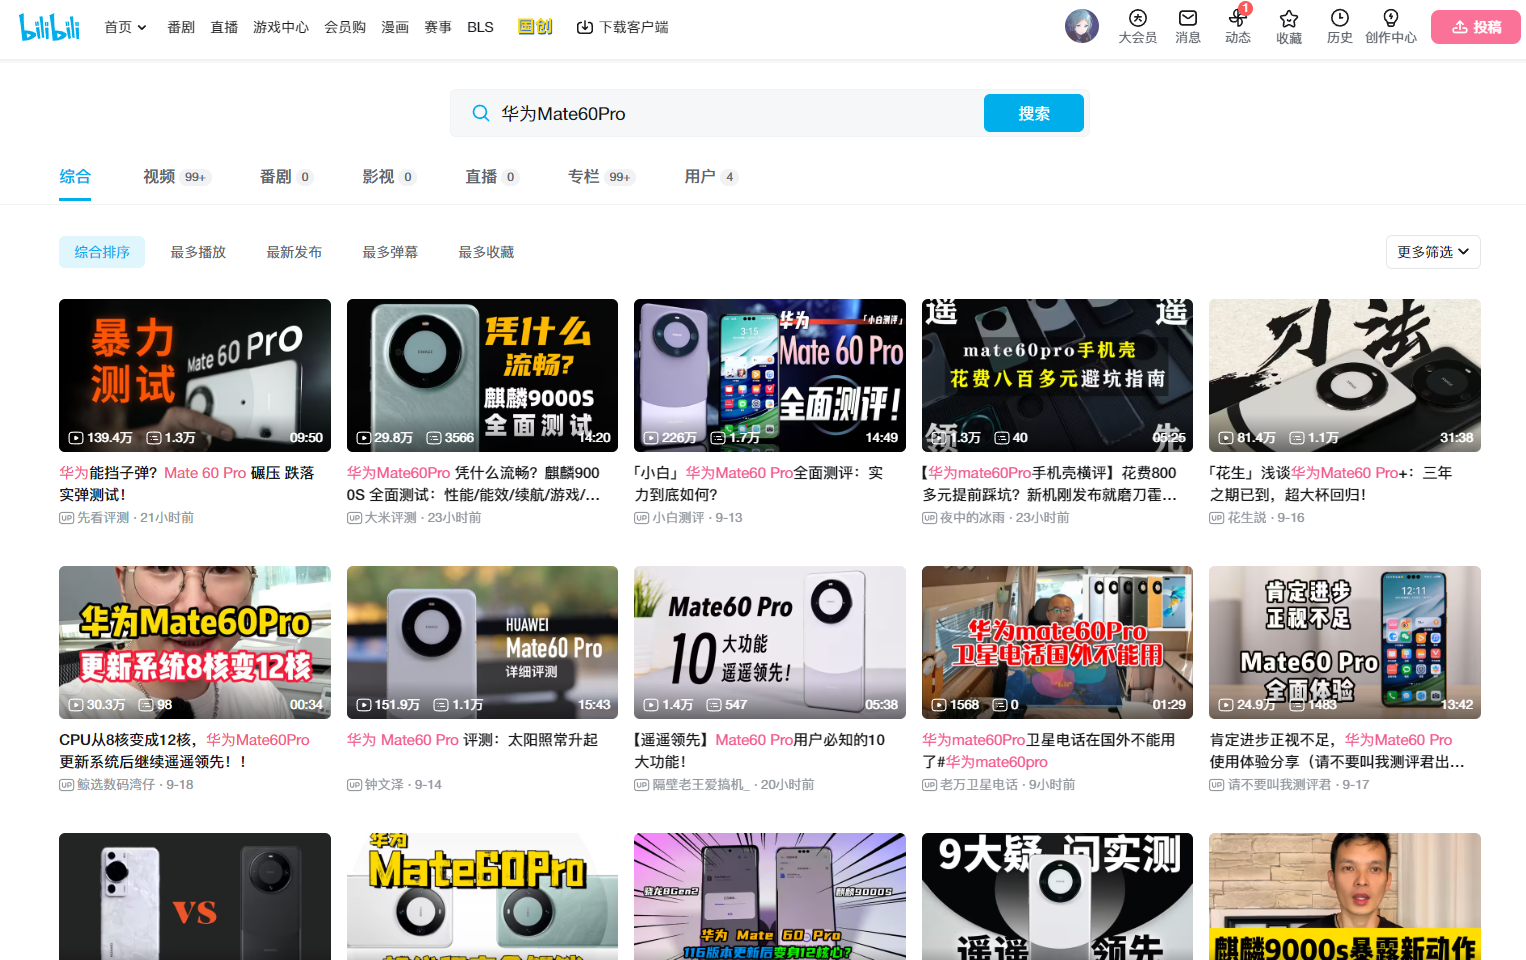 bilibili 首页 番剧 直播 游戏中心 会员购 漫画 赛事 BLS 国创 下载客户端 大会员 消息 1 动态 收藏 历史 创作中心 投稿
华为Mate60Pro 搜索
综合 视频 99+ 番剧 0 影视 0 直播 0 专栏 99+ 用户 4
综合排序 最多播放 最新发布 最多弹幕 最多收藏 更多筛选
暴力
测试
Mate 60 Pro
139.4万 1.3万 09:50
华为能挡子弹？Mate 60 Pro 碾压 跌落
实弹测试！
UP 先看评测 · 21小时前
凭什么
流畅?
麒麟9000S
全面测试
29.8万 3566 14:20
华为Mate60Pro 凭什么流畅？麒麟900
0S 全面测试：性能/能效/续航/游戏/...
UP 大米评测 · 23小时前
华为 「小白测评」
Mate 60 Pro
3:15
全面测评!
226万 1.7万 14:49
「小白」华为Mate60 Pro全面测评：实
力到底如何？
UP 小白测评 · 9-13
遥 遥
mate60pro手机壳
花费八百多元避坑指南
领 先
1.3万 40 05:25
【华为mate60Pro手机壳横评】花费800
多元提前踩坑？新机刚发布就磨刀霍...
UP 夜中的冰雨 · 23小时前
刀法
81.4万 1.1万 31:38
「花生」浅谈华为Mate60 Pro+：三年
之期已到，超大杯回归！
UP 花生説 · 9-16
华为Mate60Pro
更新系统8核变12核
30.3万 98 00:34
CPU从8核变成12核，华为Mate60Pro
更新系统后继续遥遥领先！！
UP 鲸选数码湾仔 · 9-18
HUAWEI
Mate60 Pro
详细评测
151.9万 1.1万 15:43
华为 Mate60 Pro 评测：太阳照常升起
UP 钟文泽 · 9-14
Mate60 Pro
10大功能
遥遥领先!
1.4万 547 05:38
【遥遥领先】Mate60 Pro用户必知的10
大功能！
UP 隔壁老王爱搞机_ · 20小时前
华为mate60Pro
卫星电话国外不能用
1568 0 01:29
华为mate60Pro卫星电话在国外不能用
了#华为mate60pro
UP 老万卫星电话 · 9小时前
肯定进步
正视不足
12:11
Mate60 Pro
全面体验
24.9万 1483 13:42
肯定进步正视不足，华为Mate60 Pro
使用体验分享（请不要叫我测评君出...
UP 请不要叫我测评君 · 9-17
VS
华为
Mate60Pro
骁龙8Gen2 麒麟9000S
华为 Mate 60 Pro
116版本更新后变身12核心?
9大疑问实测
遥遥领先
麒麟9000s暴露新动作